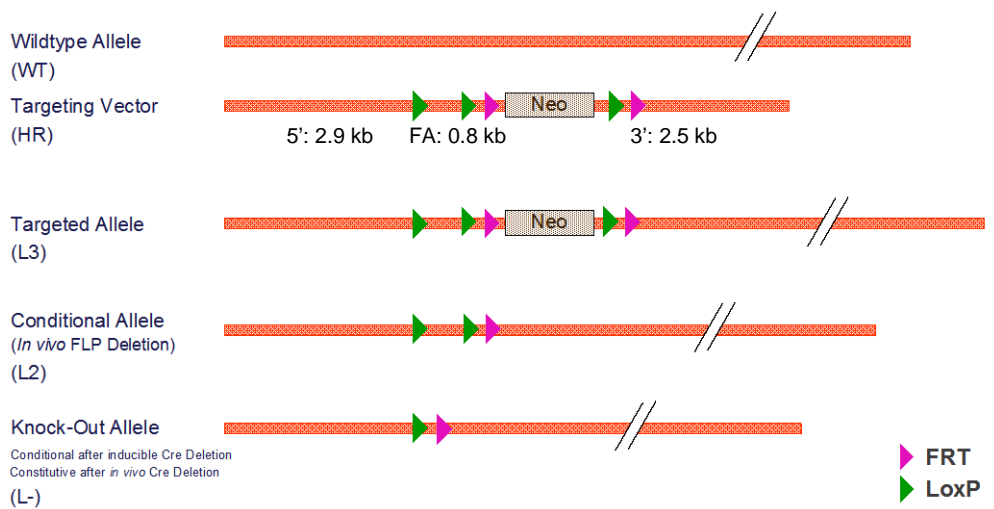 Wildtype Allele
(WT)
Targeting Vector
(HR)
Neo
5’: 2.9 kb FA: 0.8 kb 3’: 2.5 kb
Targeted Allele
(L3)
Neo
Conditional Allele
(In vivo FLP Deletion)
(L2)
Knock-Out Allele
Conditional after inducible Cre Deletion
Constitutive after in vivo Cre Deletion
(L-)
FRT
LoxP